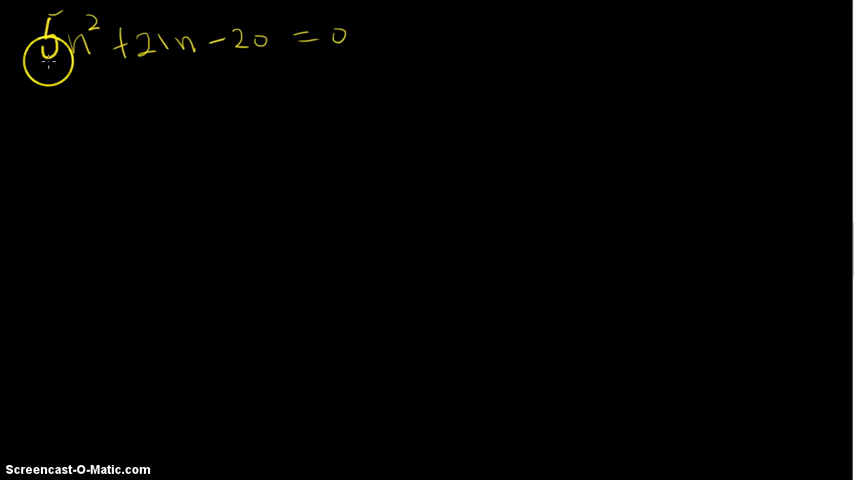 5n² + 21n - 20 = 0
Screencast-O-Matic.com